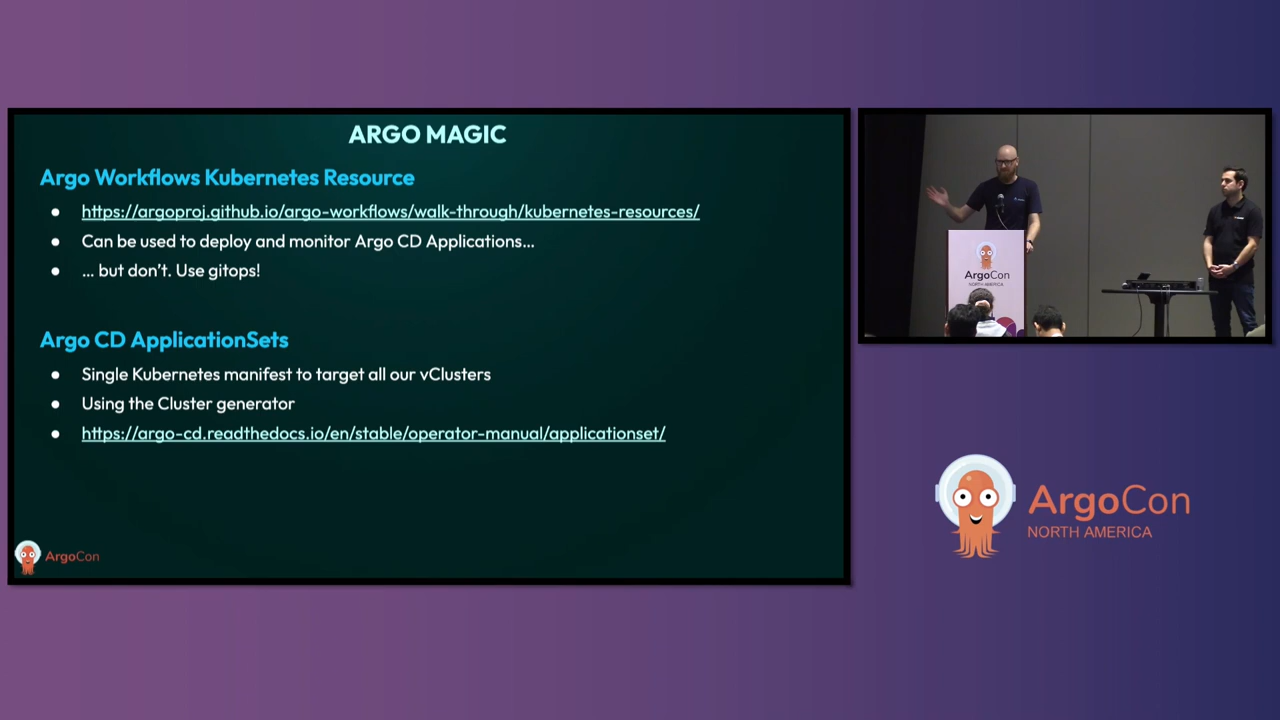 ARGO MAGIC
Argo Workflows Kubernetes Resource
● https://argoproj.github.io/argo-workflows/walk-through/kubernetes-resources/
● Can be used to deploy and monitor Argo CD Applications...
● ... but don't. Use gitops!
Argo CD ApplicationSets
● Single Kubernetes manifest to target all our vClusters
● Using the Cluster generator
● https://argo-cd.readthedocs.io/en/stable/operator-manual/applicationset/
ArgoCon
ArgoCon
NORTH AMERICA
ArgoCon
NORTH AMERICA